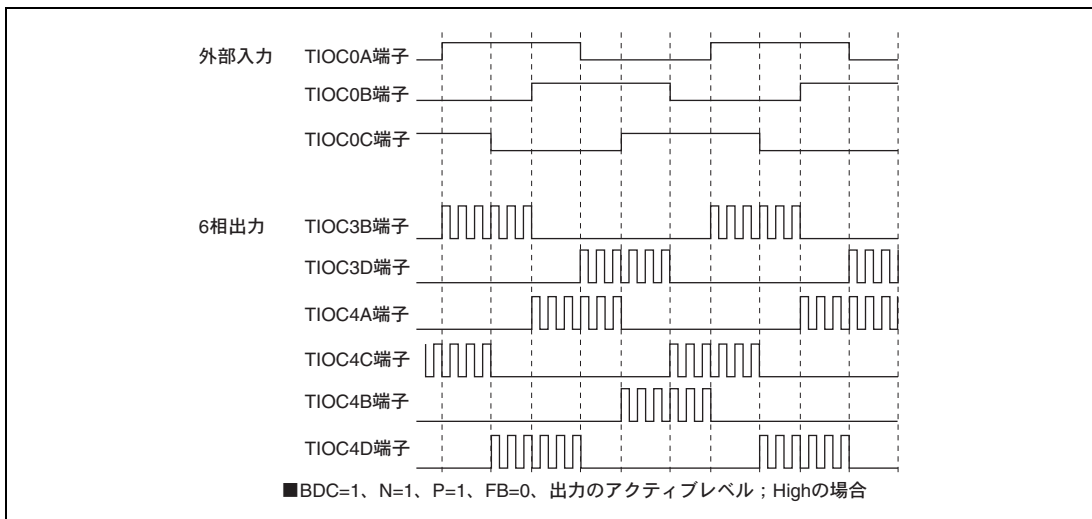 外部入力 TIOC0A端子
TIOC0B端子
TIOC0C端子
6相出力 TIOC3B端子
TIOC3D端子
TIOC4A端子
TIOC4C端子
TIOC4B端子
TIOC4D端子
■BDC=1、N=1、P=1、FB=0、出力のアクティブレベル；Highの場合